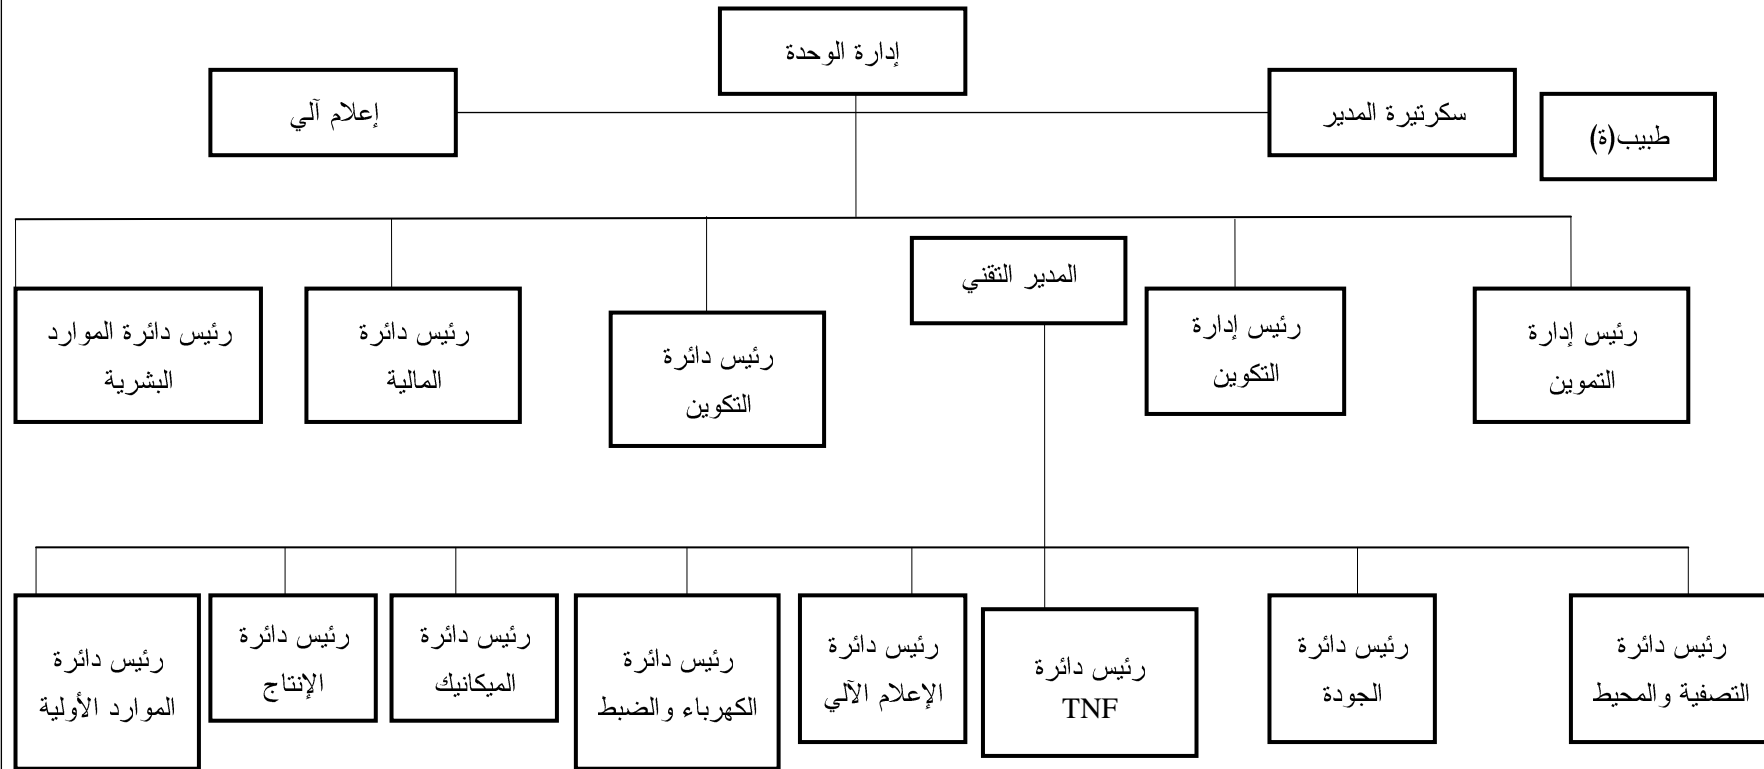 إدارة الوحدة
سكرتيرة المدير
إعلام آلي
طبيب(ة)
المدير التقني
رئيس إدارة
التموين
رئيس إدارة
التكوين
رئيس دائرة
التكوين
رئيس دائرة
المالية
رئيس دائرة الموارد
البشرية
رئيس دائرة
التصفية والمحيط
رئيس دائرة
الجودة
رئيس دائرة
TNF
رئيس دائرة
الإعلام الآلي
رئيس دائرة
الكهرباء والضبط
رئيس دائرة
الميكانيك
رئيس دائرة
الإنتاج
رئيس دائرة
الموارد الأولية